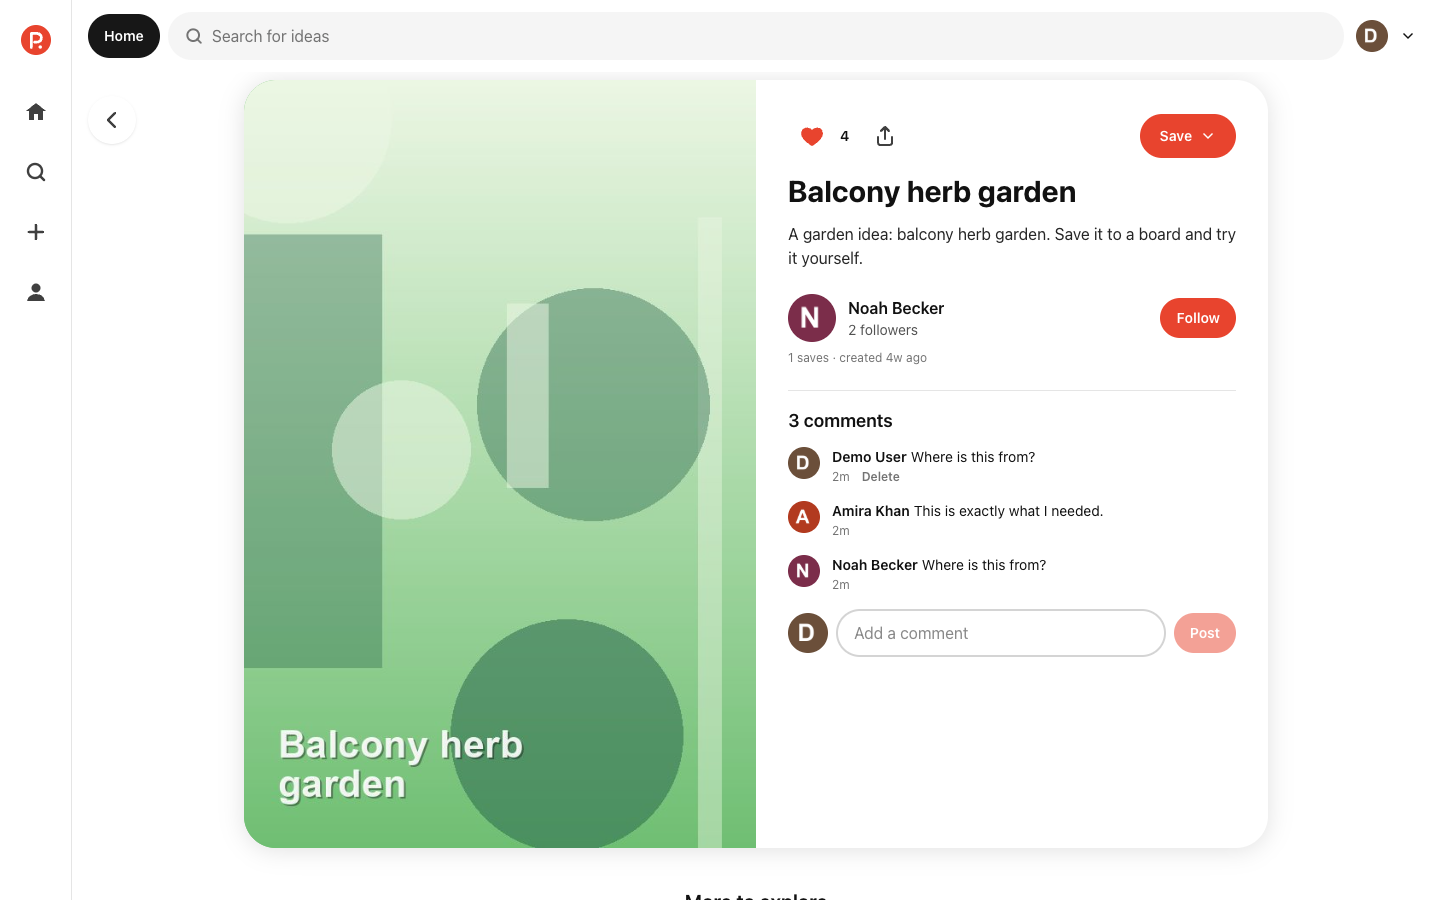 Home
Search for ideas
D
4
Save
Balcony herb garden
A garden idea: balcony herb garden. Save it to a board and try
it yourself.
N
Noah Becker
2 followers
Follow
1 saves · created 4w ago
3 comments
D
Demo User Where is this from?
2m Delete
A
Amira Khan This is exactly what I needed.
2m
N
Noah Becker Where is this from?
2m
D
Add a comment
Post
Balcony herb
garden
More to explore